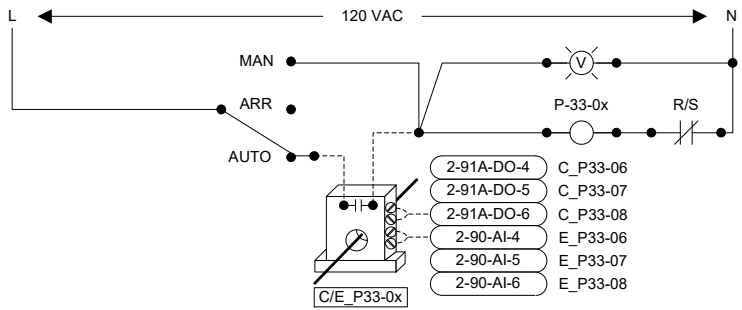 L 120 VAC N
MAN
V
ARR P-33-0x R/S
AUTO
2-91A-DO-4 C_P33-06
2-91A-DO-5 C_P33-07
2-91A-DO-6 C_P33-08
2-90-AI-4 E_P33-06
2-90-AI-5 E_P33-07
2-90-AI-6 E_P33-08
C/E_P33-0x